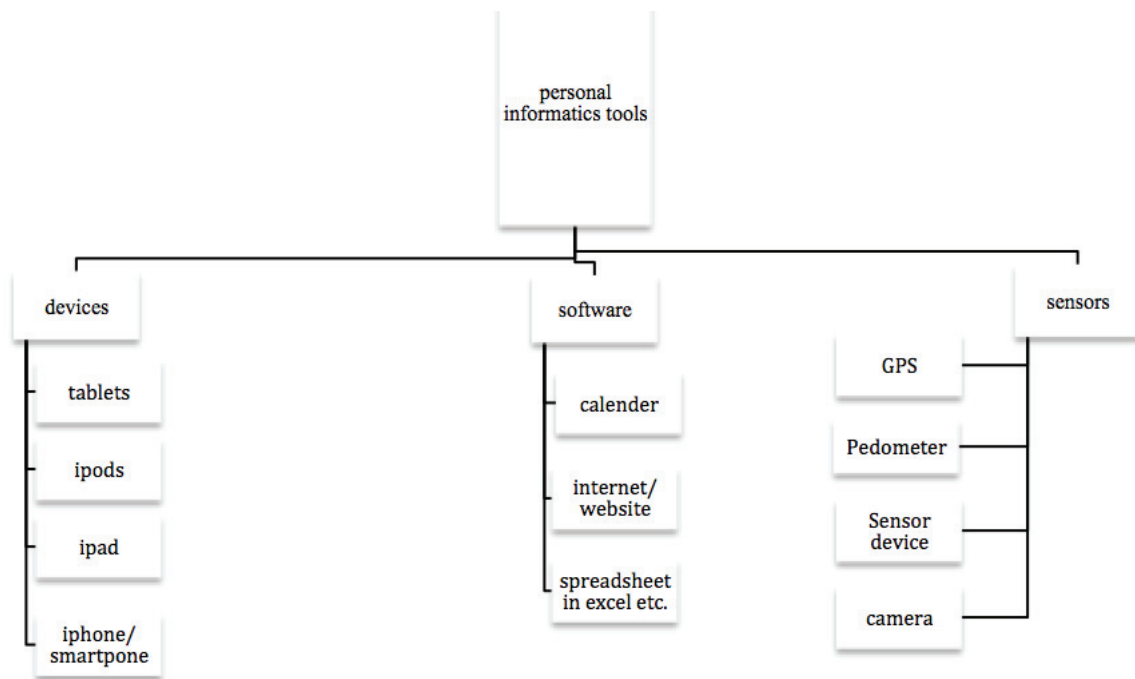 personal
informatics tools
devices
tablets
ipods
ipad
iphone/
smartpone
software
calender
internet/
website
spreadsheet
in excel etc.
sensors
GPS
Pedometer
Sensor
device
camera